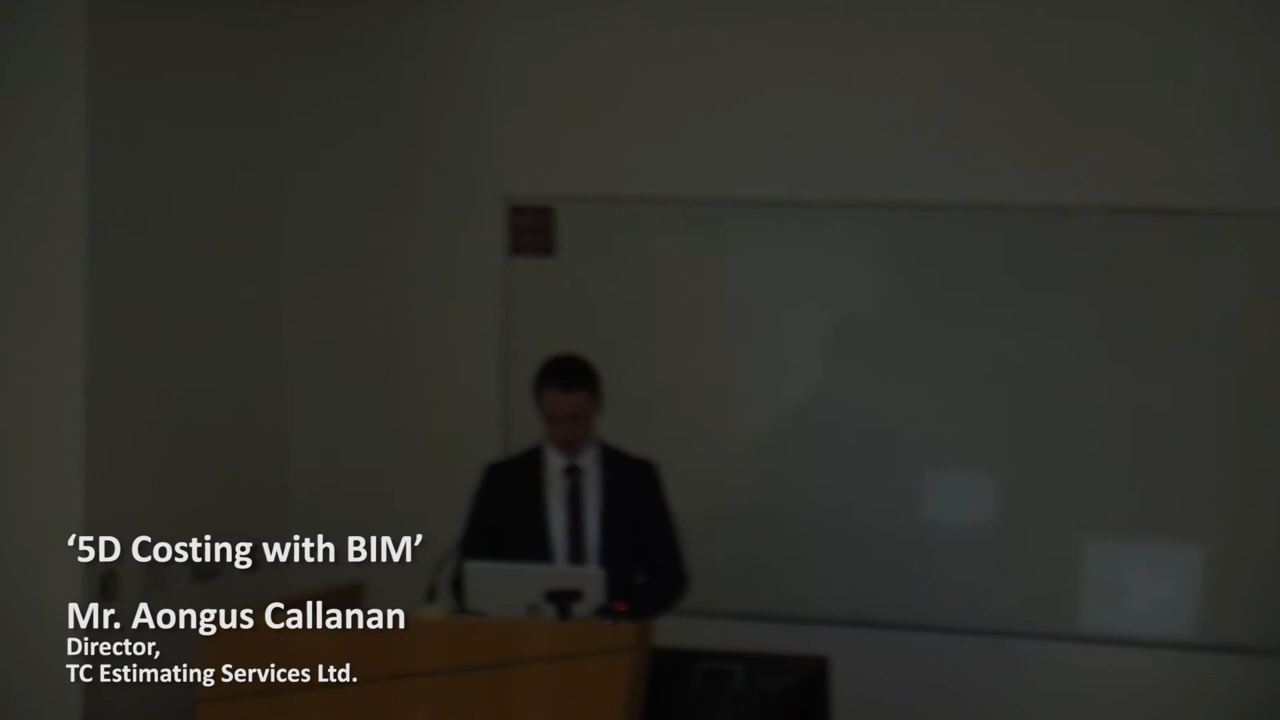 ‘5D Costing with BIM’
Mr. Aongus Callanan
Director,
TC Estimating Services Ltd.